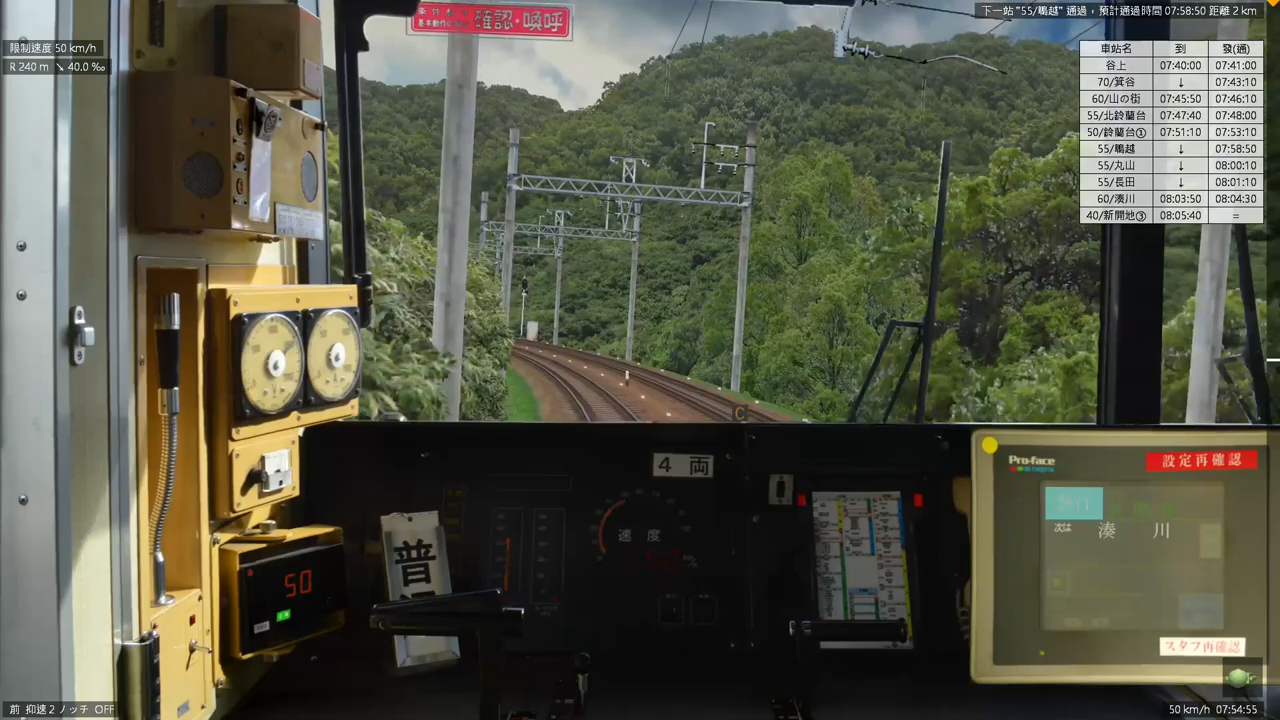 下一站 "55/鳴越" 通過，預計通過時間 07:58:50 距離 2 km
限制速度 50 km/h
R 240 m ↘ 40.0 ‰
確認・喚呼
車站名 到 發(通)
谷上 07:40:00 07:41:00
70/箕谷 ↓ 07:43:10
60/山の街 07:45:50 07:46:10
55/北鈴蘭台 07:47:40 07:48:00
50/鈴蘭台① 07:51:10 07:53:10
55/鳴越 ↓ 07:58:50
55/丸山 ↓ 08:00:10
55/長田 ↓ 08:01:10
60/湊川 08:03:50 08:04:30
40/新開地③ 08:05:40 =
C
4 両
Pro-face
設定再確認
急行
次は 湊 川
速 度
普
50
スタフ再確認
前 抑速2 ノッチ OFF
50 km/h 07:54:55